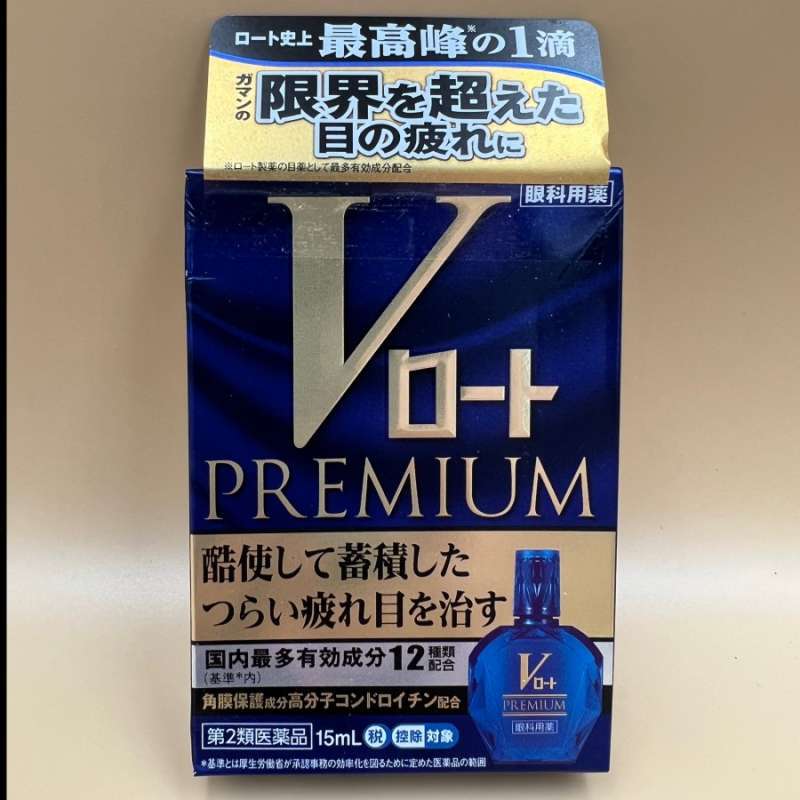 ロート史上 最高峰※の1滴
ガマンの
限界を超えた
目の疲れに
※ロート製薬の目薬として最多有効成分配合
眼科用薬
V
ロート
PREMIUM
酷使して蓄積した
つらい疲れ目を治す
国内最多有効成分12種類配合
(基準*内)
角膜保護成分高分子コンドロイチン配合
Vロート
PREMIUM
眼科用薬
第2類医薬品 15mL 税 控除 対象
*基準とは厚生労働省が承認事務の効率化を図るために定めた医薬品の範囲